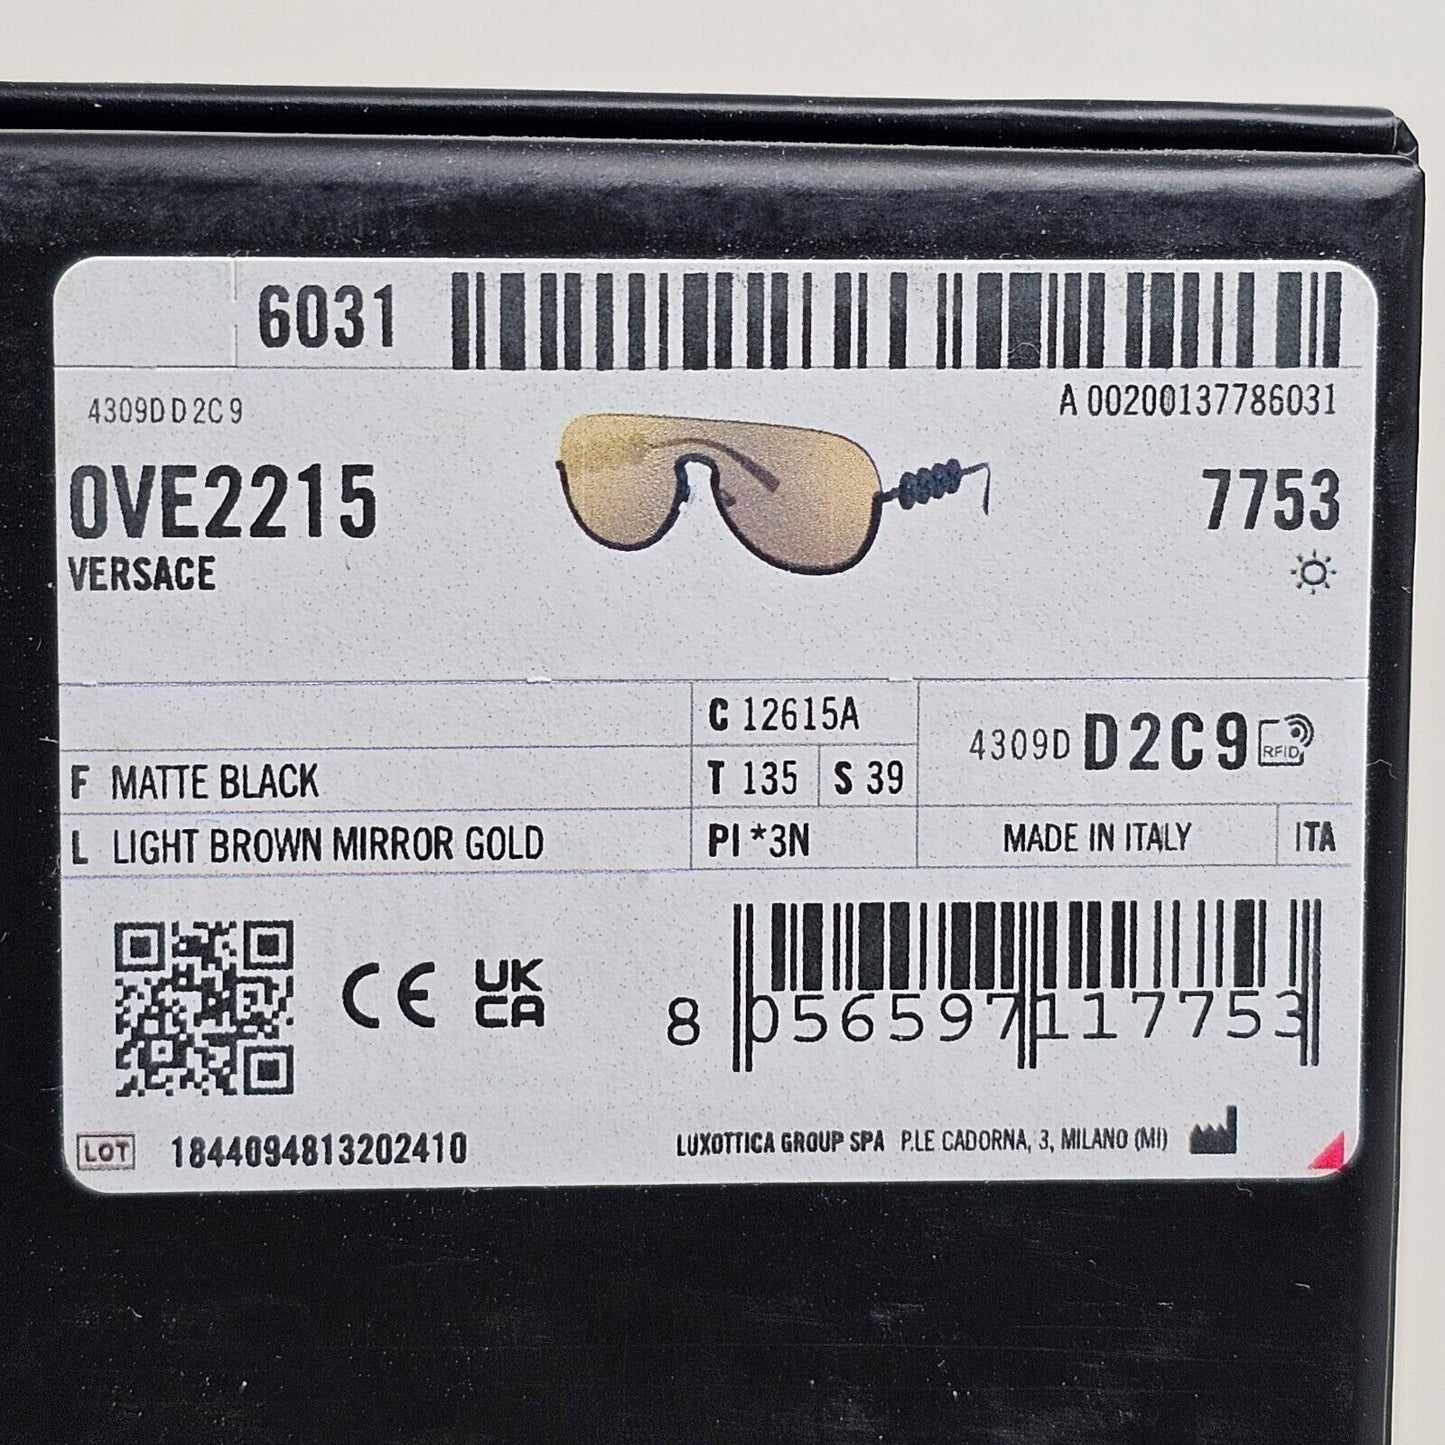 6031
A 00200137786031
4309DD2C9
0VE2215
7753
VERSACE
C 12615A
4309D D2C9 RFID
F MATTE BLACK
T 135 S 39
L LIGHT BROWN MIRROR GOLD
PI *3N
MADE IN ITALY ITA
CE UK CA
8 056597 117753
LOT 1844094813202410
LUXOTTICA GROUP SPA P.LE CADORNA, 3, MILANO (MI)